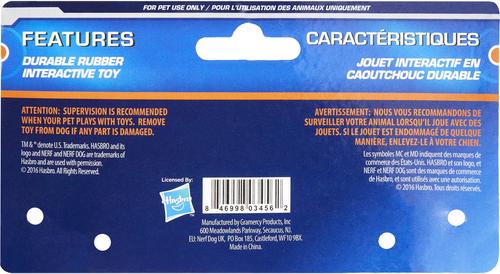 FOR PET USE ONLY / POUR L'UTILISATION DES ANIMAUX UNIQUEMENT
FEATURES
DURABLE RUBBER
INTERACTIVE TOY
ATTENTION: SUPERVISION IS RECOMMENDED
WHEN YOUR PET PLAYS WITH TOYS. REMOVE
TOY FROM DOG IF ANY PART IS DAMAGED.
TM & ® denote U.S. Trademarks. HASBRO and its
logo and NERF and NERF DOG are trademarks of
Hasbro and are used with permission.
© 2016 Hasbro. All Rights Reserved.
CARACTÉRISTIQUES
JOUET INTERACTIF EN
CAOUTCHOUC DURABLE
AVERTISSEMENT: NOUS VOUS RECOMMANDONS DE
SURVEILLER VOTRE ANIMAL LORSQU'IL JOUE AVEC DES
JOUETS. SI LE JOUET EST ENDOMMAGÉ DE QUELQUE
MANIÈRE, ENLEVEZ-LE À VOTRE CHIEN.
Les symboles MC et MD indiquent des marques de
commerce des États-Unis. HASBRO et son logo, et
NERF et NERF DOG sont des marques de commerce
de Hasbro, et sont utilisés avec une autorisation.
© 2016 Hasbro. Tous droits réservés.
Licensed By:
Hasbro
8 46998 03456 2
Manufactured by Gramercy Products, Inc
600 Meadowlands Parkway, Secaucus, NJ.
EU: Nerf Dog UK, PO Box 185, Castleford, WF10 9BX.
Made in China.